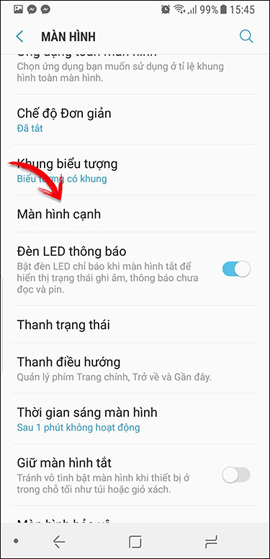 99% 15:45
MÀN HÌNH
Ứng dụng toàn màn hình
Chọn ứng dụng bạn muốn sử dụng ở tỉ lệ khung
hình toàn màn hình.
Chế độ Đơn giản
Đã tắt
Khung biểu tượng
Biểu tượng có khung
Màn hình cạnh
Đèn LED thông báo
Bật đèn LED chỉ báo khi màn hình tắt để
hiển thị trạng thái ghi âm, thông báo chưa
đọc và pin.
Thanh trạng thái
Thanh điều hướng
Quản lý phím Trang chính, Trở về và Gần đây.
Thời gian sáng màn hình
Sau 1 phút không hoạt động
Giữ màn hình tắt
Tránh vô tình bật màn hình khi thiết bị ở
trong chỗ tối như túi hoặc giỏ xách.
Màn hình bảo vệ